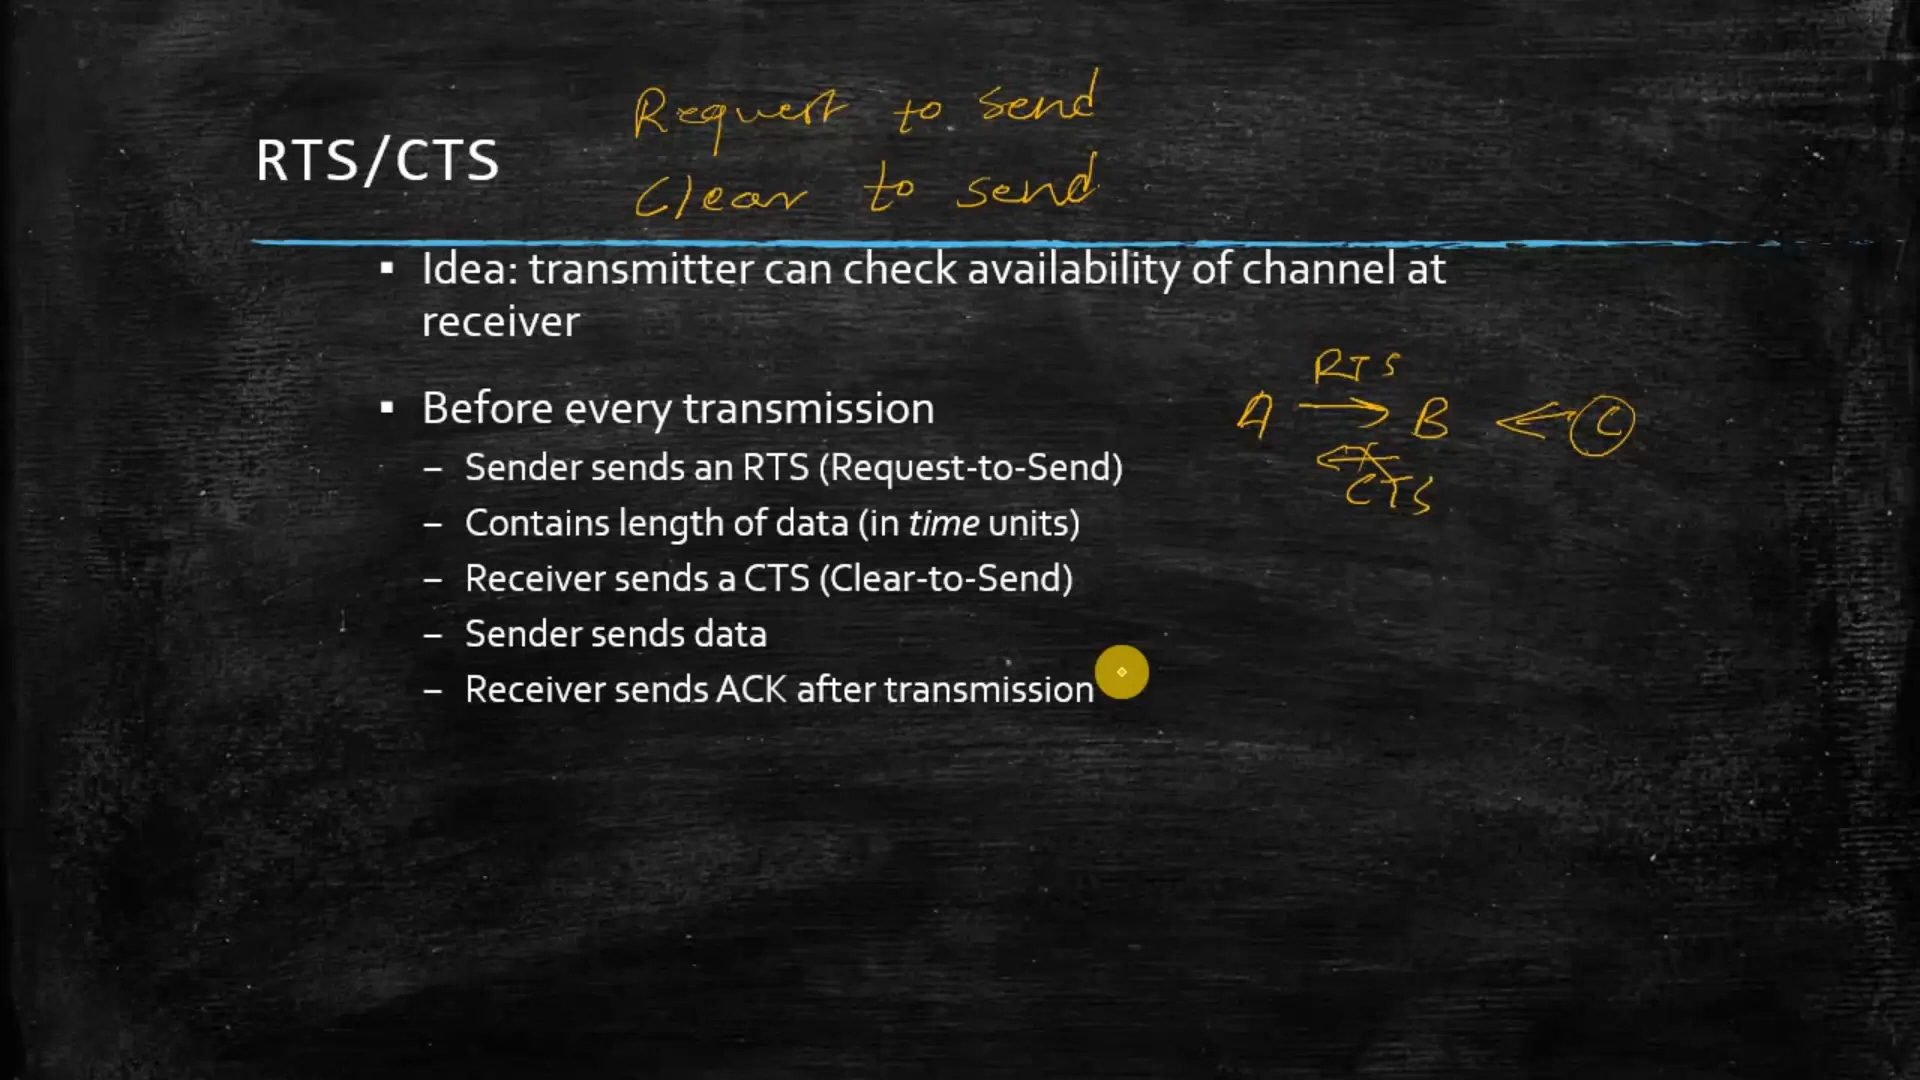 Request to send
RTS/CTS
Clear to send
▪ Idea: transmitter can check availability of channel at
receiver
▪ Before every transmission
– Sender sends an RTS (Request-to-Send)
– Contains length of data (in time units)
– Receiver sends a CTS (Clear-to-Send)
– Sender sends data
– Receiver sends ACK after transmission
RTS
A → B ← C
←
CTS